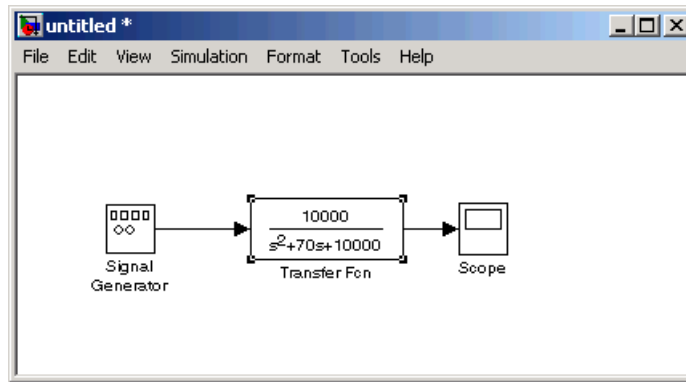 untitled *
File Edit View Simulation Format Tools Help
10000
s²+70s+10000
Signal
Generator
Transfer Fcn
Scope